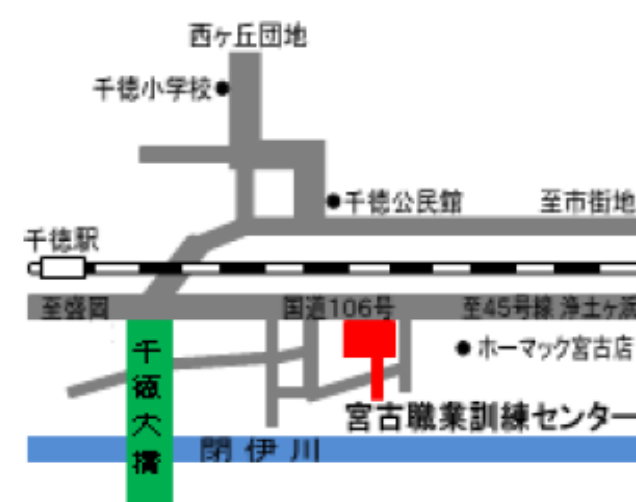 西ヶ丘団地
千徳小学校
千徳公民館
至市街地
千徳駅
至盛岡
国道106号
至45号線 浄土ヶ浜
ホーマック宮古店
千徳大橋
宮古職業訓練センター
閉伊川